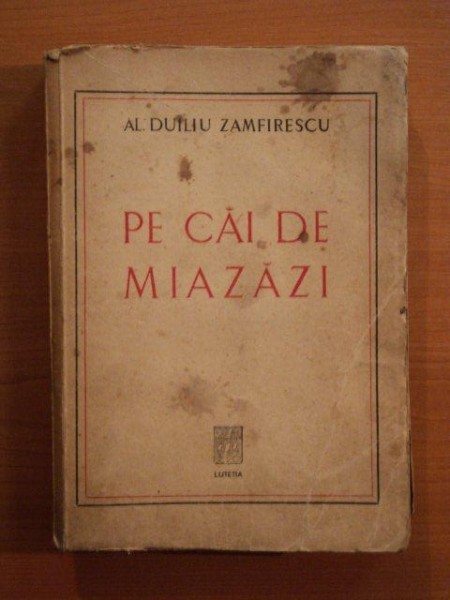 AL. DUILIU ZAMFIRESCU
PE CĂI DE
MIAZĂZI
LUTETIA